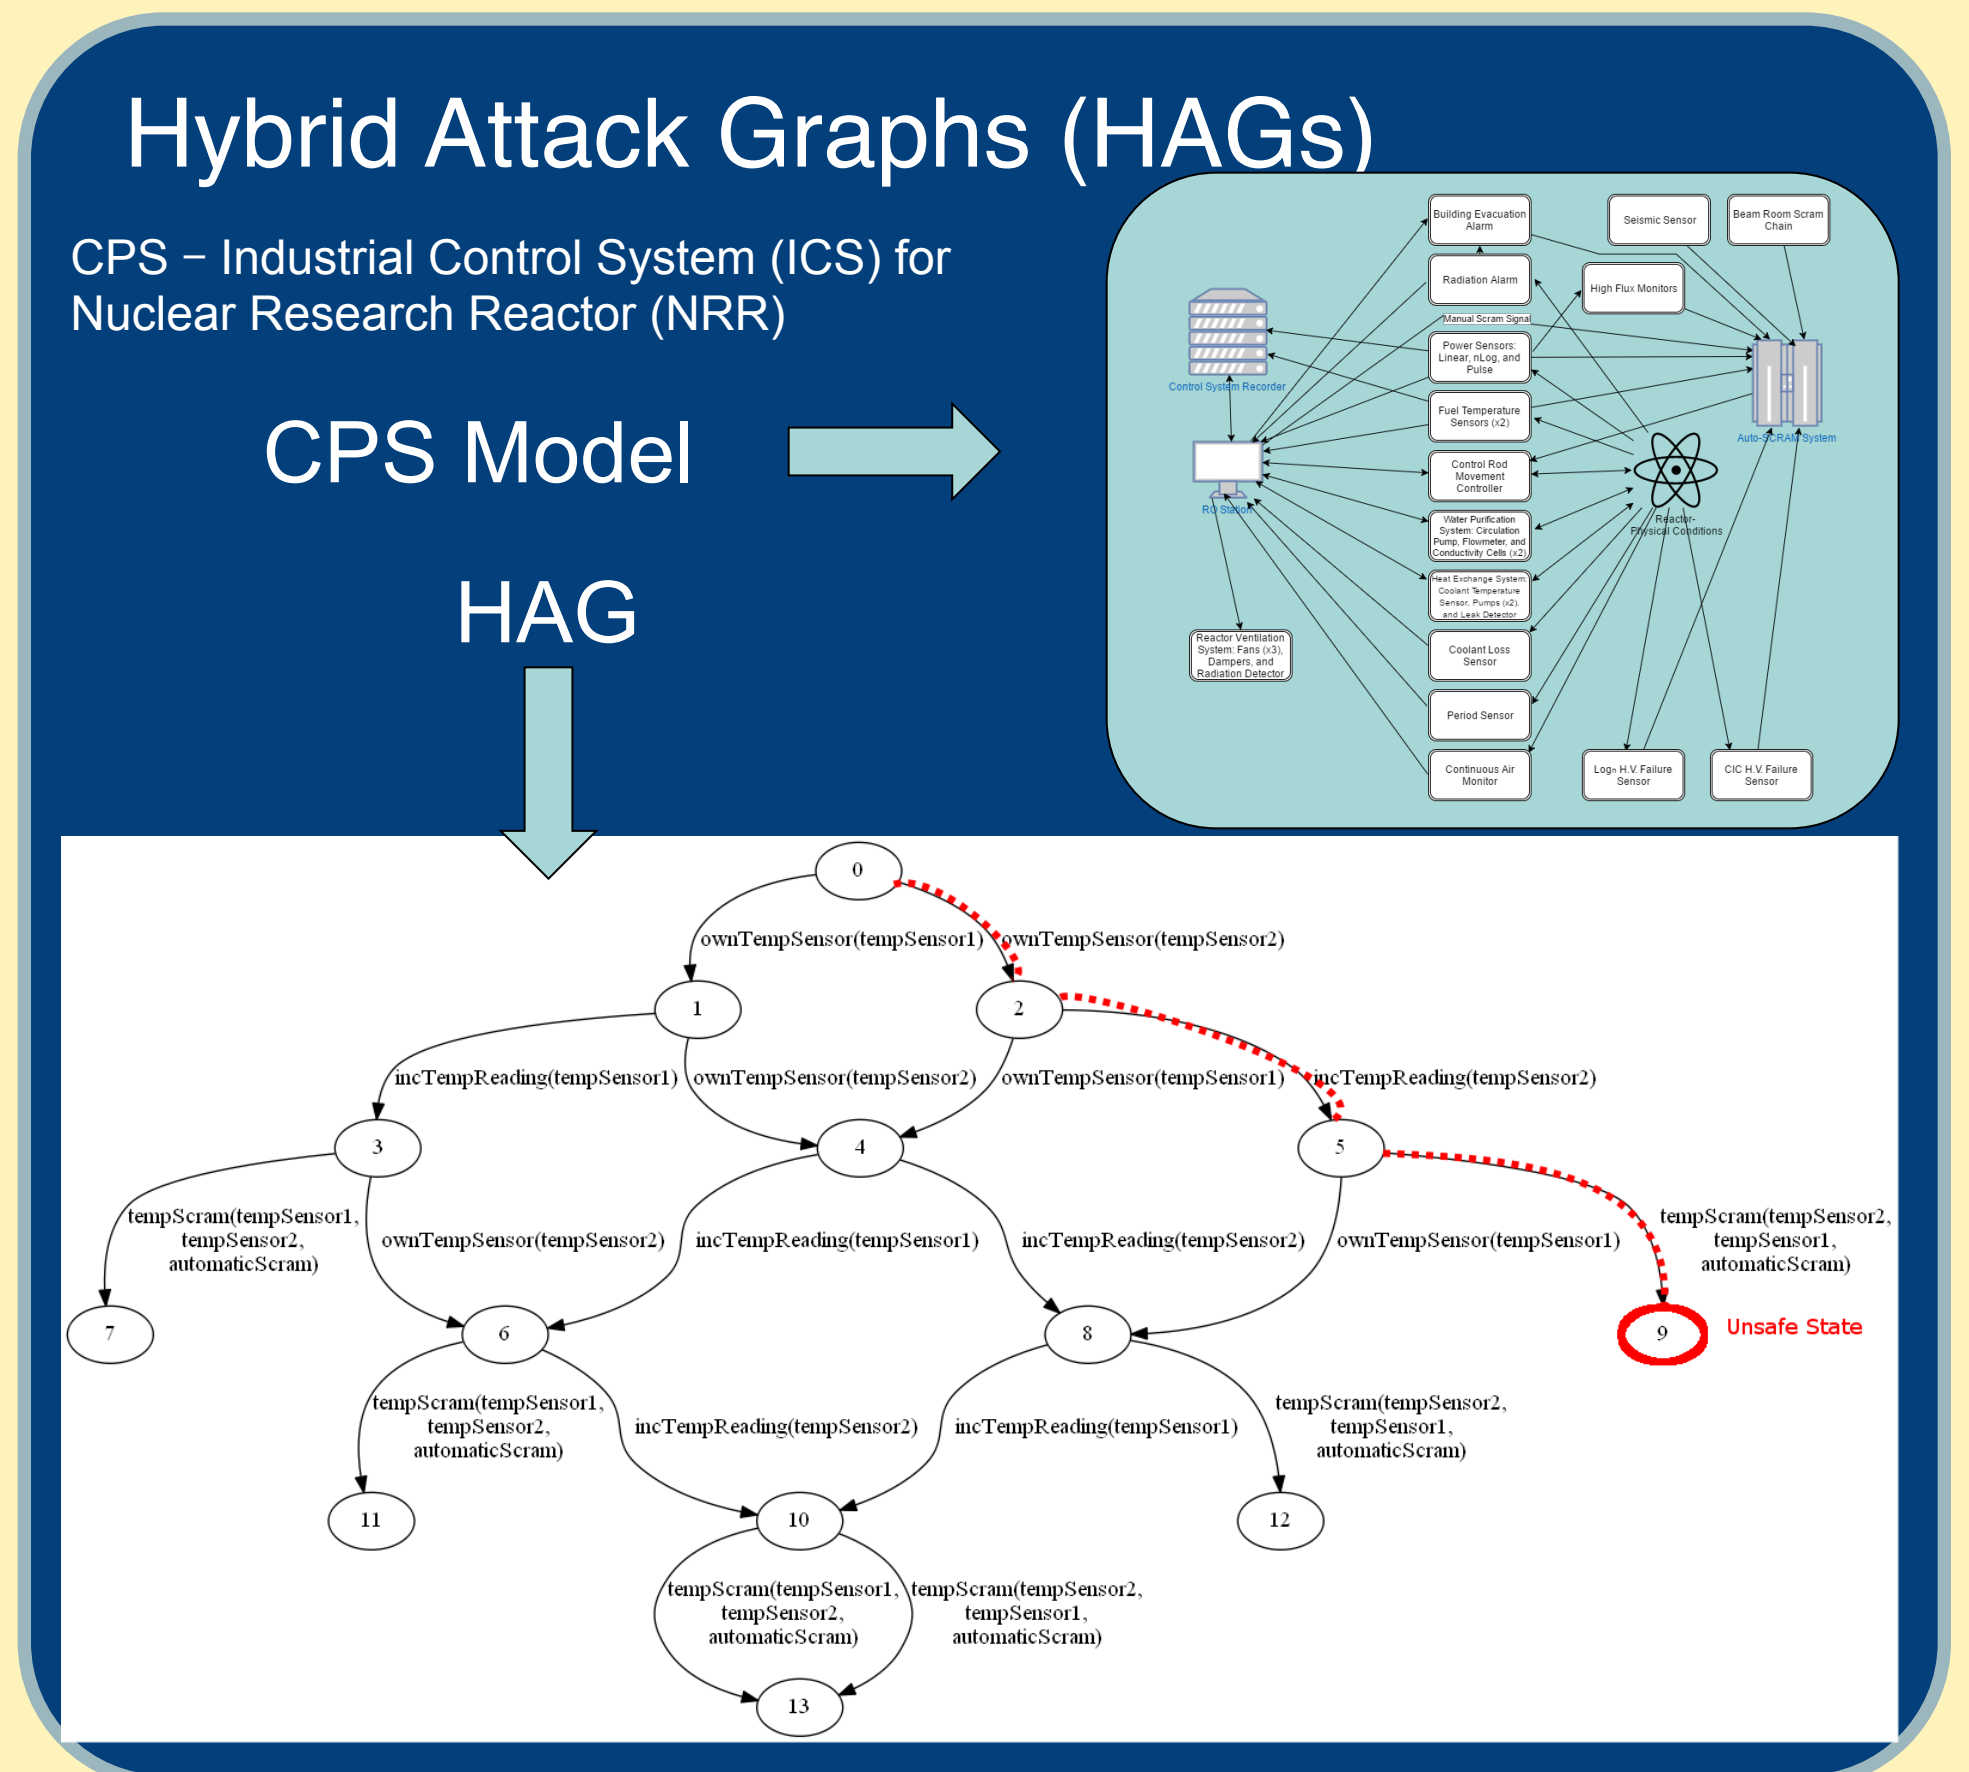 Hybrid Attack Graphs (HAGs)
CPS – Industrial Control System (ICS) for
Nuclear Research Reactor (NRR)
CPS Model
HAG
Building Evacuation
Alarm
Seismic Sensor
Beam Room Scram
Chain
Radiation Alarm
High Flux Monitors
Manual Scram Signal
Power Sensors:
Linear, nLog, and
Pulse
Control System Recorder
Fuel Temperature
Sensors (x2)
Auto-SCRAM System
Control Rod
Movement
Controller
RO Station
Reactor-
Physical Conditions
Water Purification
System: Circulation
Pump, Flowmeter, and
Conductivity Cells (x2)
Heat Exchange System:
Coolant Temperature
Sensor, Pumps (x2),
and Leak Detector
Reactor Ventilation
System: Fans (x3),
Dampers, and
Radiation Detector
Coolant Loss
Sensor
Period Sensor
Continuous Air
Monitor
Logn H.V. Failure
Sensor
CIC H.V. Failure
Sensor
0
ownTempSensor(tempSensor1)
ownTempSensor(tempSensor2)
1
2
incTempReading(tempSensor1)
ownTempSensor(tempSensor2)
ownTempSensor(tempSensor1)
incTempReading(tempSensor2)
3
4
5
tempScram(tempSensor1,
tempSensor2,
automaticScram)
ownTempSensor(tempSensor2)
incTempReading(tempSensor1)
incTempReading(tempSensor2)
ownTempSensor(tempSensor1)
tempScram(tempSensor2,
tempSensor1,
automaticScram)
7
6
8
9
Unsafe State
tempScram(tempSensor1,
tempSensor2,
automaticScram)
incTempReading(tempSensor2)
incTempReading(tempSensor1)
tempScram(tempSensor2,
tempSensor1,
automaticScram)
11
10
12
tempScram(tempSensor1,
tempSensor2,
automaticScram)
tempScram(tempSensor2,
tempSensor1,
automaticScram)
13